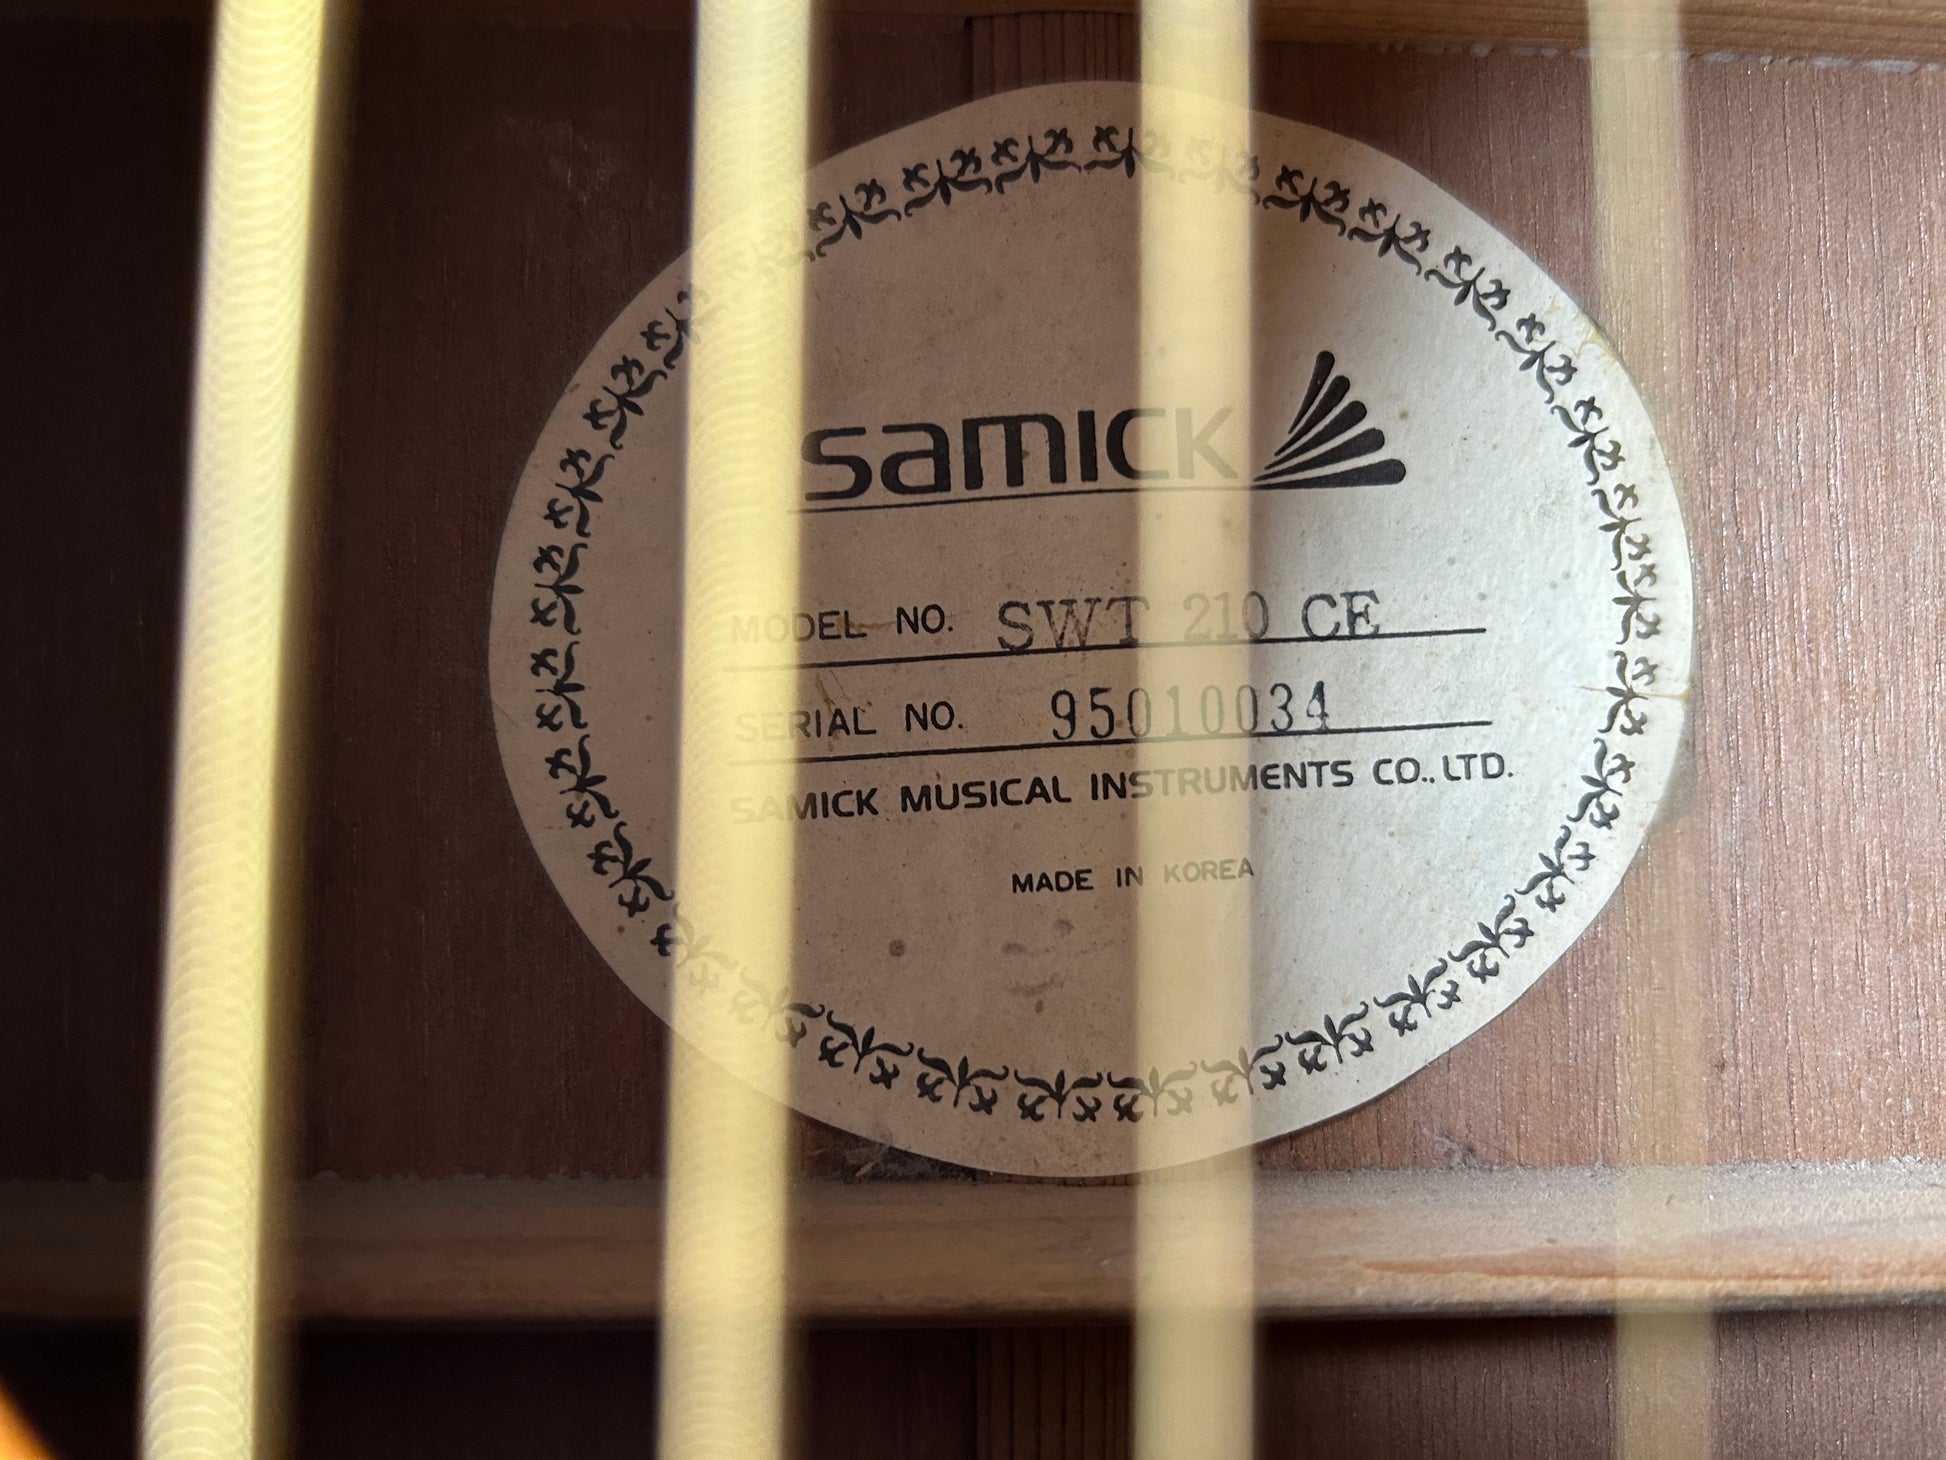 samick
MODEL NO. SWT 210 CE
SERIAL NO. 95010034
SAMICK MUSICAL INSTRUMENTS CO., LTD.
MADE IN KOREA